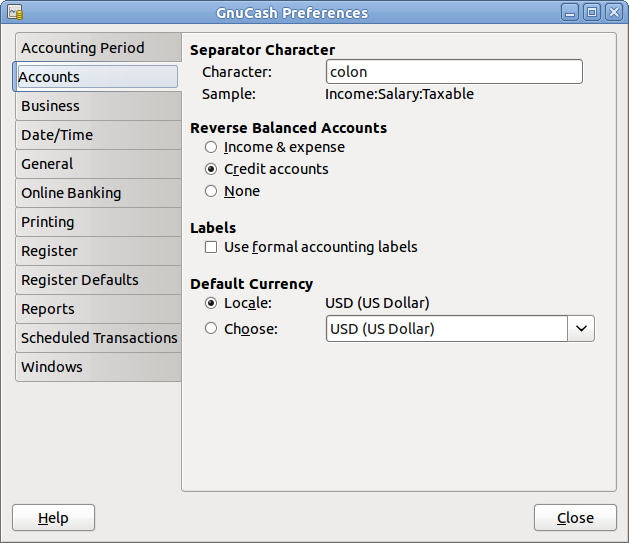 GnuCash Preferences
Accounting Period
Accounts
Business
Date/Time
General
Online Banking
Printing
Register
Register Defaults
Reports
Scheduled Transactions
Windows
Separator Character
Character: colon
Sample: Income:Salary:Taxable
Reverse Balanced Accounts
Income & expense
Credit accounts
None
Labels
Use formal accounting labels
Default Currency
Locale: USD (US Dollar)
Choose: USD (US Dollar)
Help Close